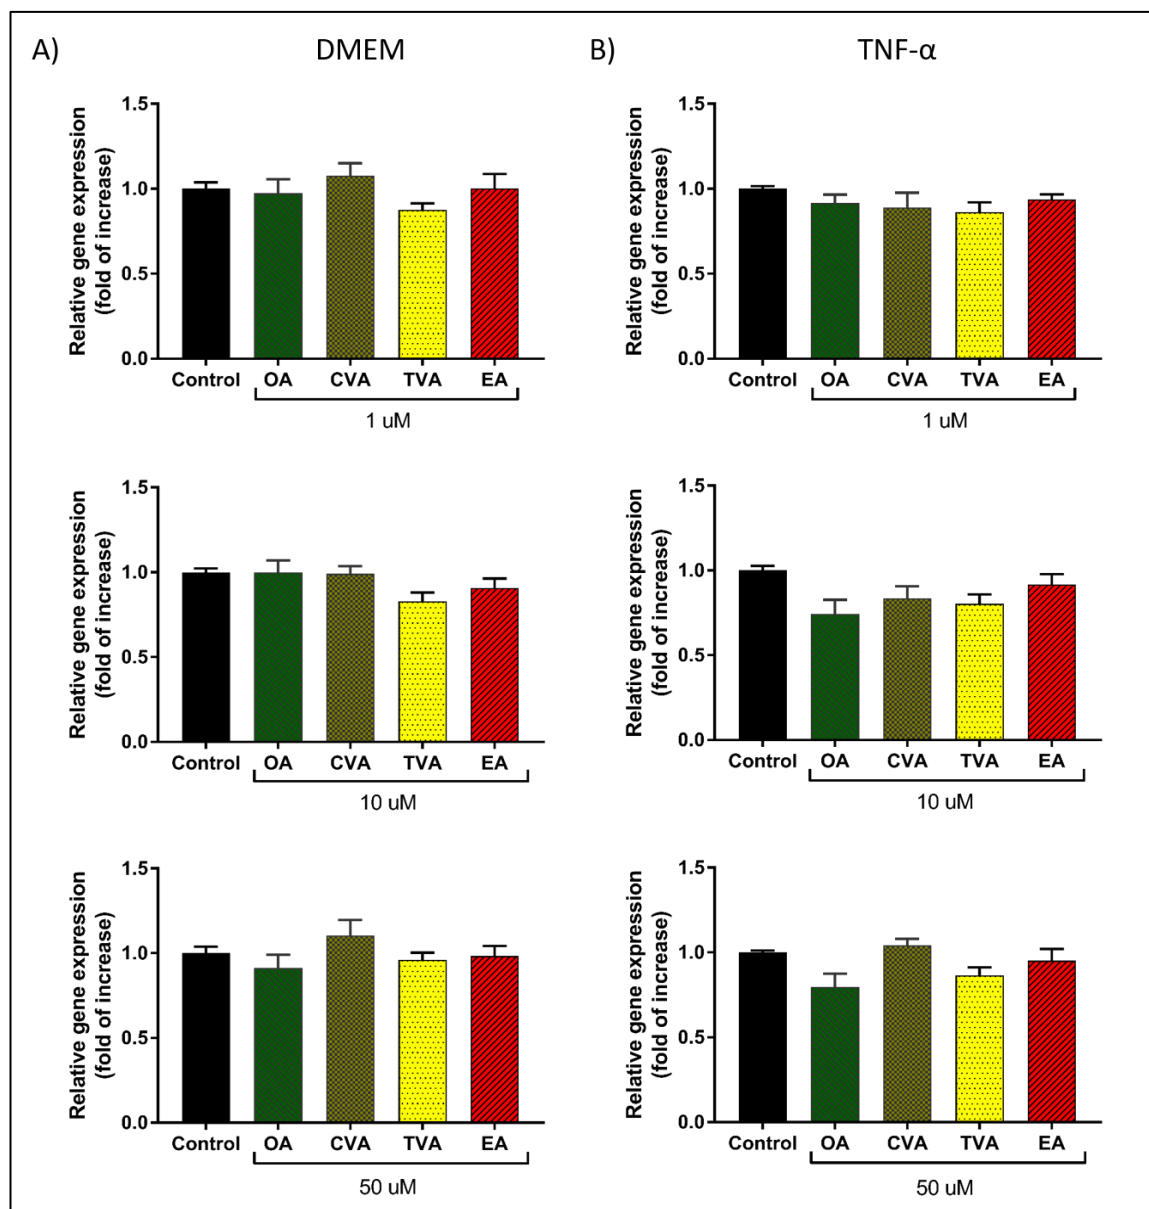 A) DMEM
B) TNF-α
Relative gene expression
(fold of increase)
1.5
1.0
0.5
0.0
Control OA CVA TVA EA
1 uM
Relative gene expression
(fold of increase)
1.5
1.0
0.5
0.0
Control OA CVA TVA EA
1 uM
Relative gene expression
(fold of increase)
1.5
1.0
0.5
0.0
Control OA CVA TVA EA
10 uM
Relative gene expression
(fold of increase)
1.5
1.0
0.5
0.0
Control OA CVA TVA EA
10 uM
Relative gene expression
(fold of increase)
1.5
1.0
0.5
0.0
Control OA CVA TVA EA
50 uM
Relative gene expression
(fold of increase)
1.5
1.0
0.5
0.0
Control OA CVA TVA EA
50 uM